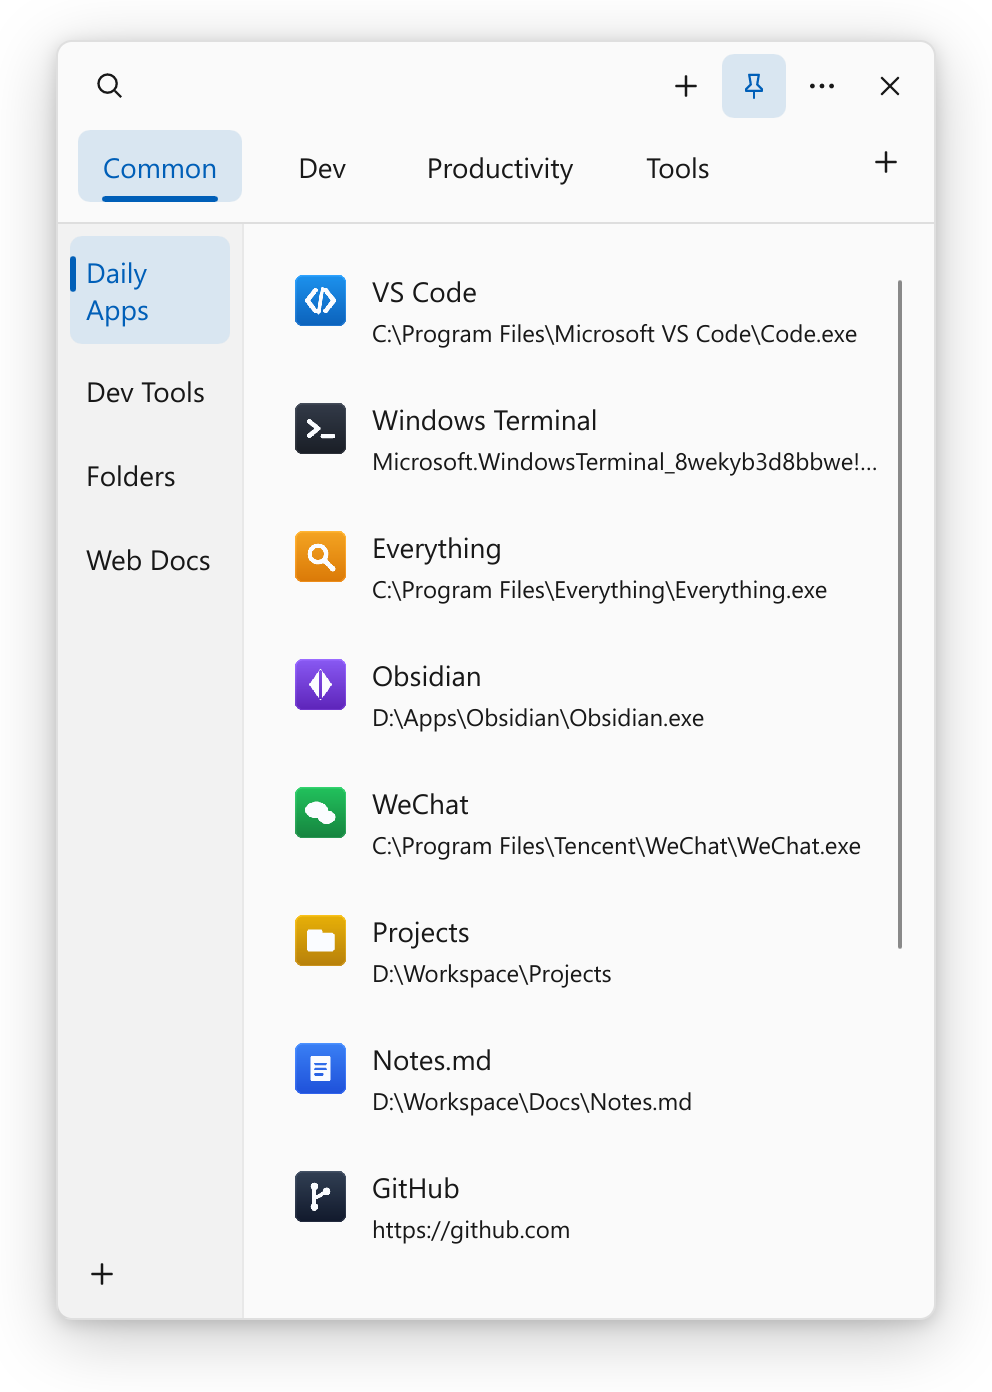 Common
Dev
Productivity
Tools
Daily
Apps
Dev Tools
Folders
Web Docs
VS Code
C:\Program Files\Microsoft VS Code\Code.exe
Windows Terminal
Microsoft.WindowsTerminal_8wekyb3d8bbwe!...
Everything
C:\Program Files\Everything\Everything.exe
Obsidian
D:\Apps\Obsidian\Obsidian.exe
WeChat
C:\Program Files\Tencent\WeChat\WeChat.exe
Projects
D:\Workspace\Projects
Notes.md
D:\Workspace\Docs\Notes.md
GitHub
https://github.com